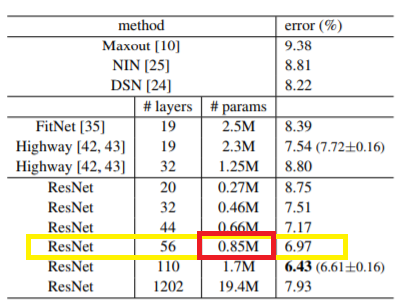 method error (%)
Maxout [10] 9.38
NIN [25] 8.81
DSN [24] 8.22
# layers # params
FitNet [35] 19 2.5M 8.39
Highway [42, 43] 19 2.3M 7.54 (7.72±0.16)
Highway [42, 43] 32 1.25M 8.80
ResNet 20 0.27M 8.75
ResNet 32 0.46M 7.51
ResNet 44 0.66M 7.17
ResNet 56 0.85M 6.97
ResNet 110 1.7M 6.43 (6.61±0.16)
ResNet 1202 19.4M 7.93